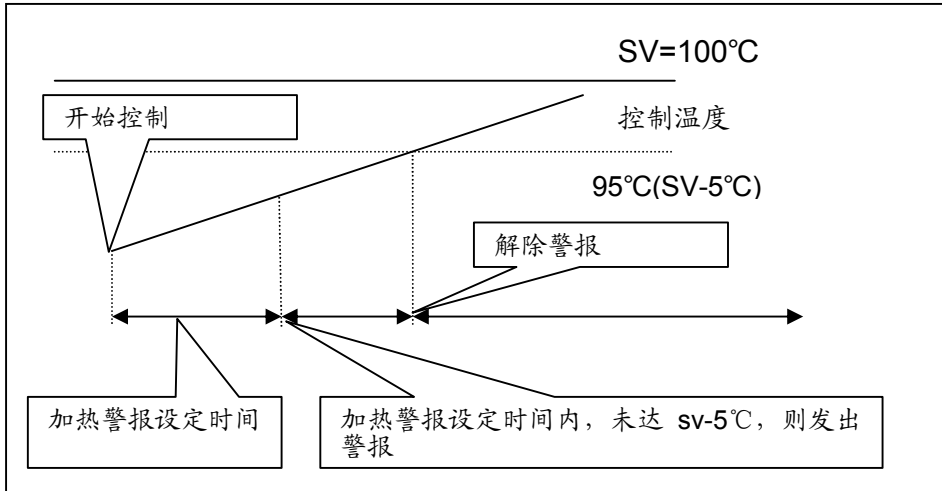 SV=100℃
开始控制
控制温度
95℃(SV-5℃)
解除警报
加热警报设定时间
加热警报设定时间内，未达 sv-5℃，则发出
警报